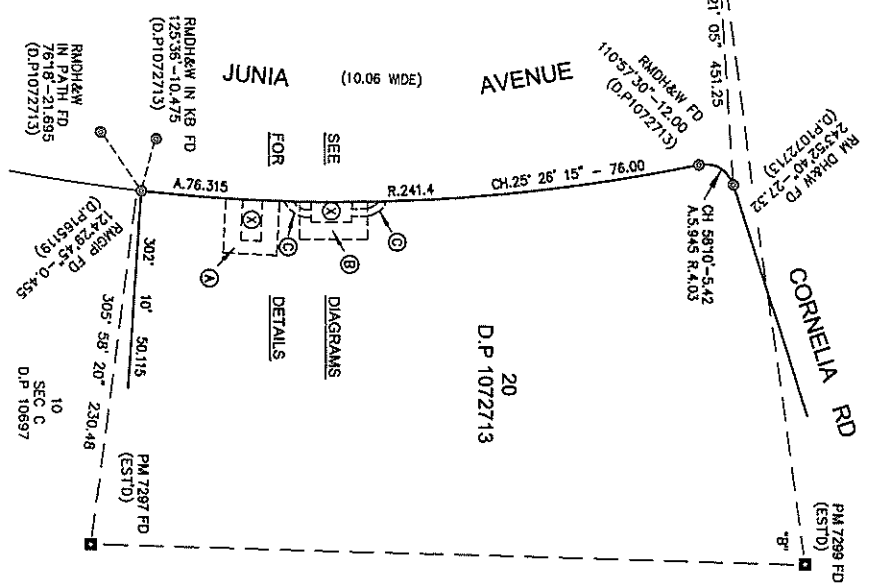 21' 05" 451.25
RM DH&W FD
243°52'40"-27.32
(D.P1072713)
CORNELIA RD
PM 7299 FD
(EST'D)
"B"
RMDH&W FD
110°57'30"-12.00
(D.P1072713)
CH 58°10'-5.42
A.5.945 R.4.03
JUNIA (10.06 WIDE) AVENUE
A.76.315 R.241.4 CH.25° 26' 15" - 76.00
SEE DIAGRAMS
FOR DETAILS
X
X
C
C
B
A
20
D.P 1072713
RMDH&W IN KB FD
125°36'-10.475
(D.P1072713)
RMDH&W
IN PATH FD
76°18'-21.695
(D.P1072713)
RMGIP FD
124°29'45"-0.455
(D.P165119)
302° 10' 50.115
305° 58' 20" 230.48
10
SEC C
D.P 10697
PM 7297 FD
(EST'D)